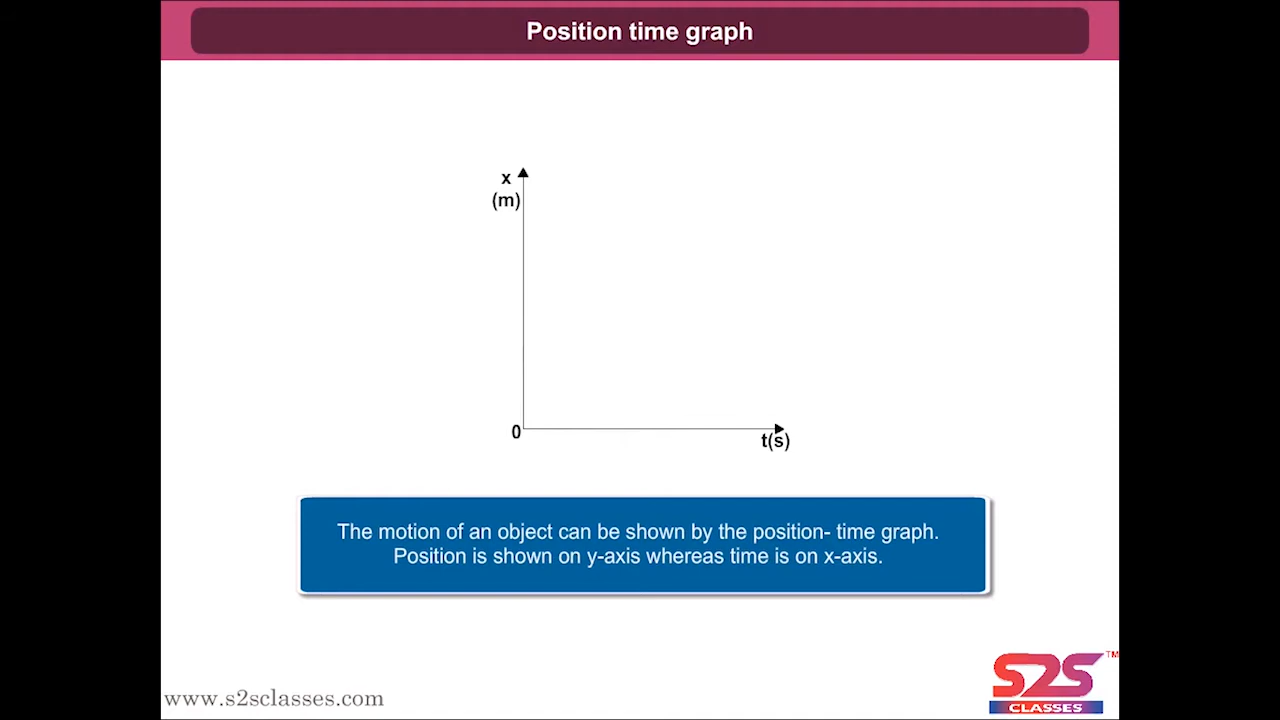 Position time graph
x
(m)
0
t(s)
The motion of an object can be shown by the position- time graph.
Position is shown on y-axis whereas time is on x-axis.
www.s2sclasses.com
S2S TM
CLASSES